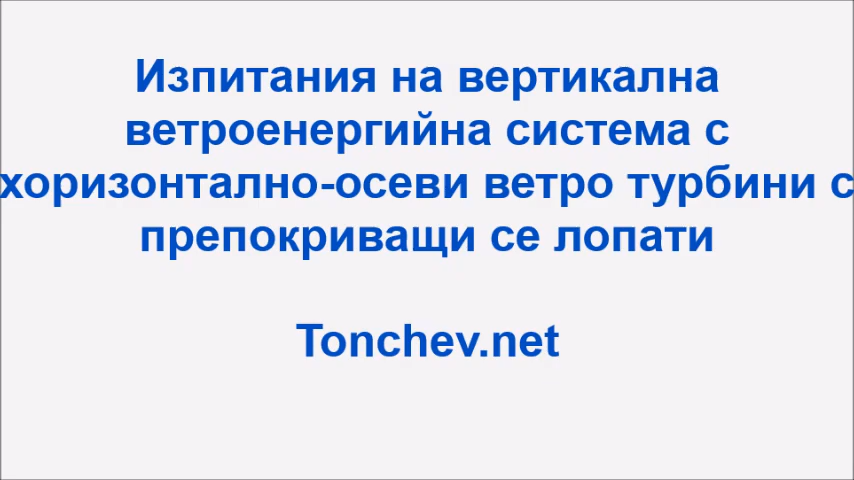 Изпитания на вертикална
ветроенергийна система с
хоризонтално-осеви ветро турбини с
препокриващи се лопати
Tonchev.net